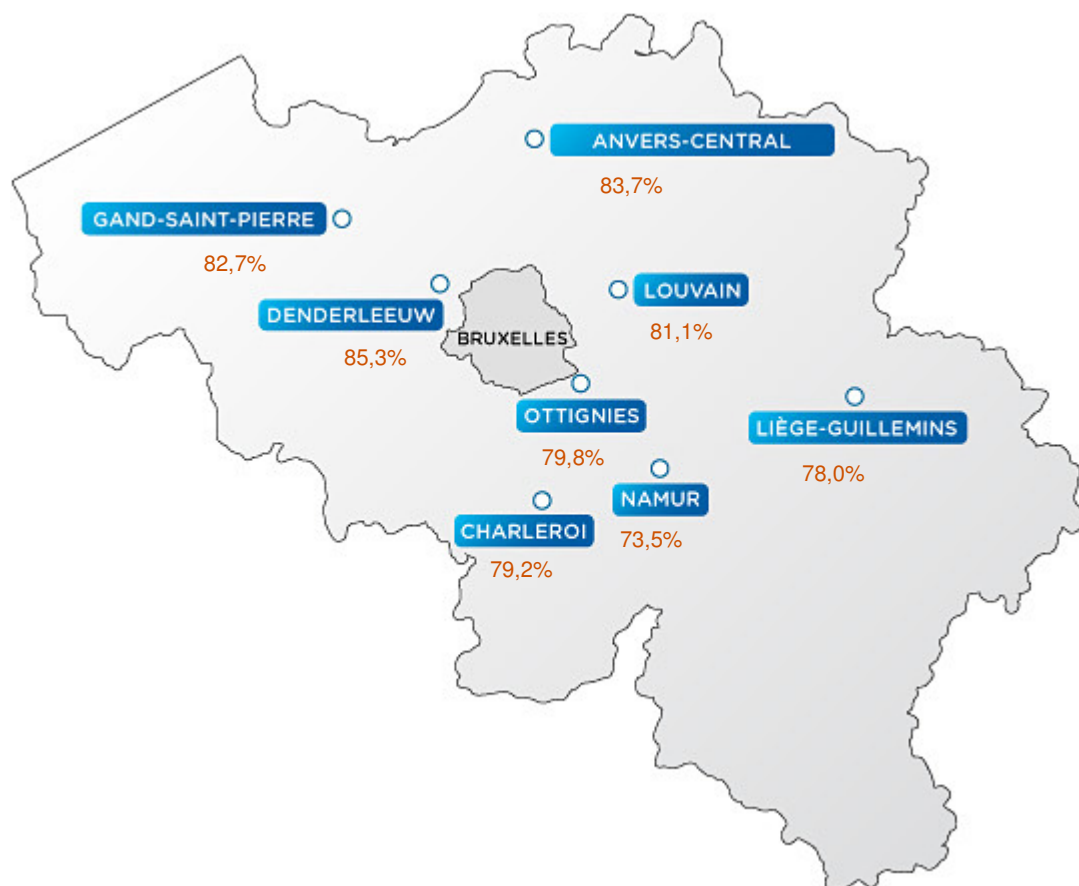 ANVERS-CENTRAL
83,7%
GAND-SAINT-PIERRE
82,7%
DENDERLEEUW
85,3%
LOUVAIN
81,1%
BRUXELLES
OTTIGNIES
79,8%
LIÈGE-GUILLEMINS
78,0%
NAMUR
73,5%
CHARLEROI
79,2%